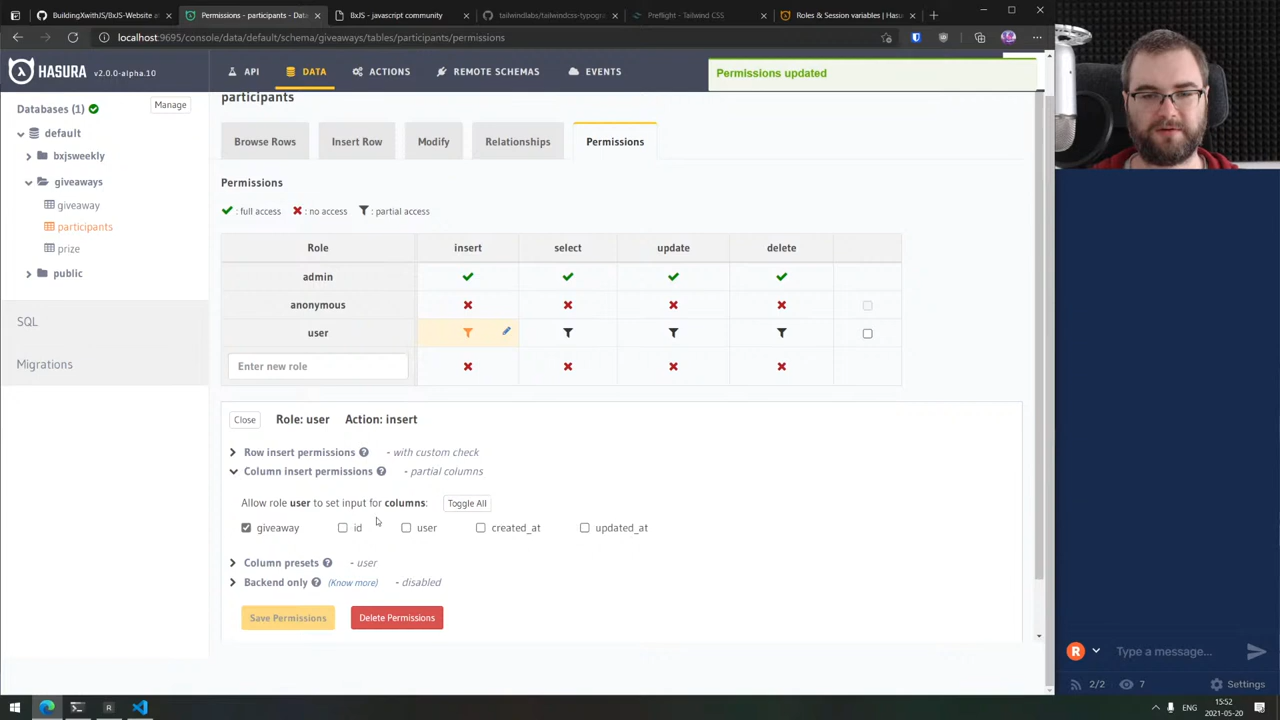 BuildingXwJS/BxJS-Website at
Permissions - participants - Data
BxJS - javascript community
tailwindlabs/tailwindcss-typogra
Preflight - Tailwind CSS
Roles & Session variables | Hasu
localhost:9695/console/data/default/schema/giveaways/tables/participants/permissions
HASURA v2.0.0-alpha.10
API
DATA
ACTIONS
REMOTE SCHEMAS
EVENTS
Permissions updated
Databases (1)
Manage
default
bxjsweekly
giveaways
giveaway
participants
prize
public
SQL
Migrations
participants
Browse Rows
Insert Row
Modify
Relationships
Permissions
Permissions
: full access : no access : partial access
Role insert select update delete
admin
anonymous
user
Enter new role
Close Role: user Action: insert
Row insert permissions - with custom check
Column insert permissions - partial columns
Allow role user to set input for columns: Toggle All
giveaway id user created_at updated_at
Column presets - user
Backend only (Know more) - disabled
Save Permissions Delete Permissions
R Type a message...
2/2 7 Settings
ENG 15:52
2021-05-20